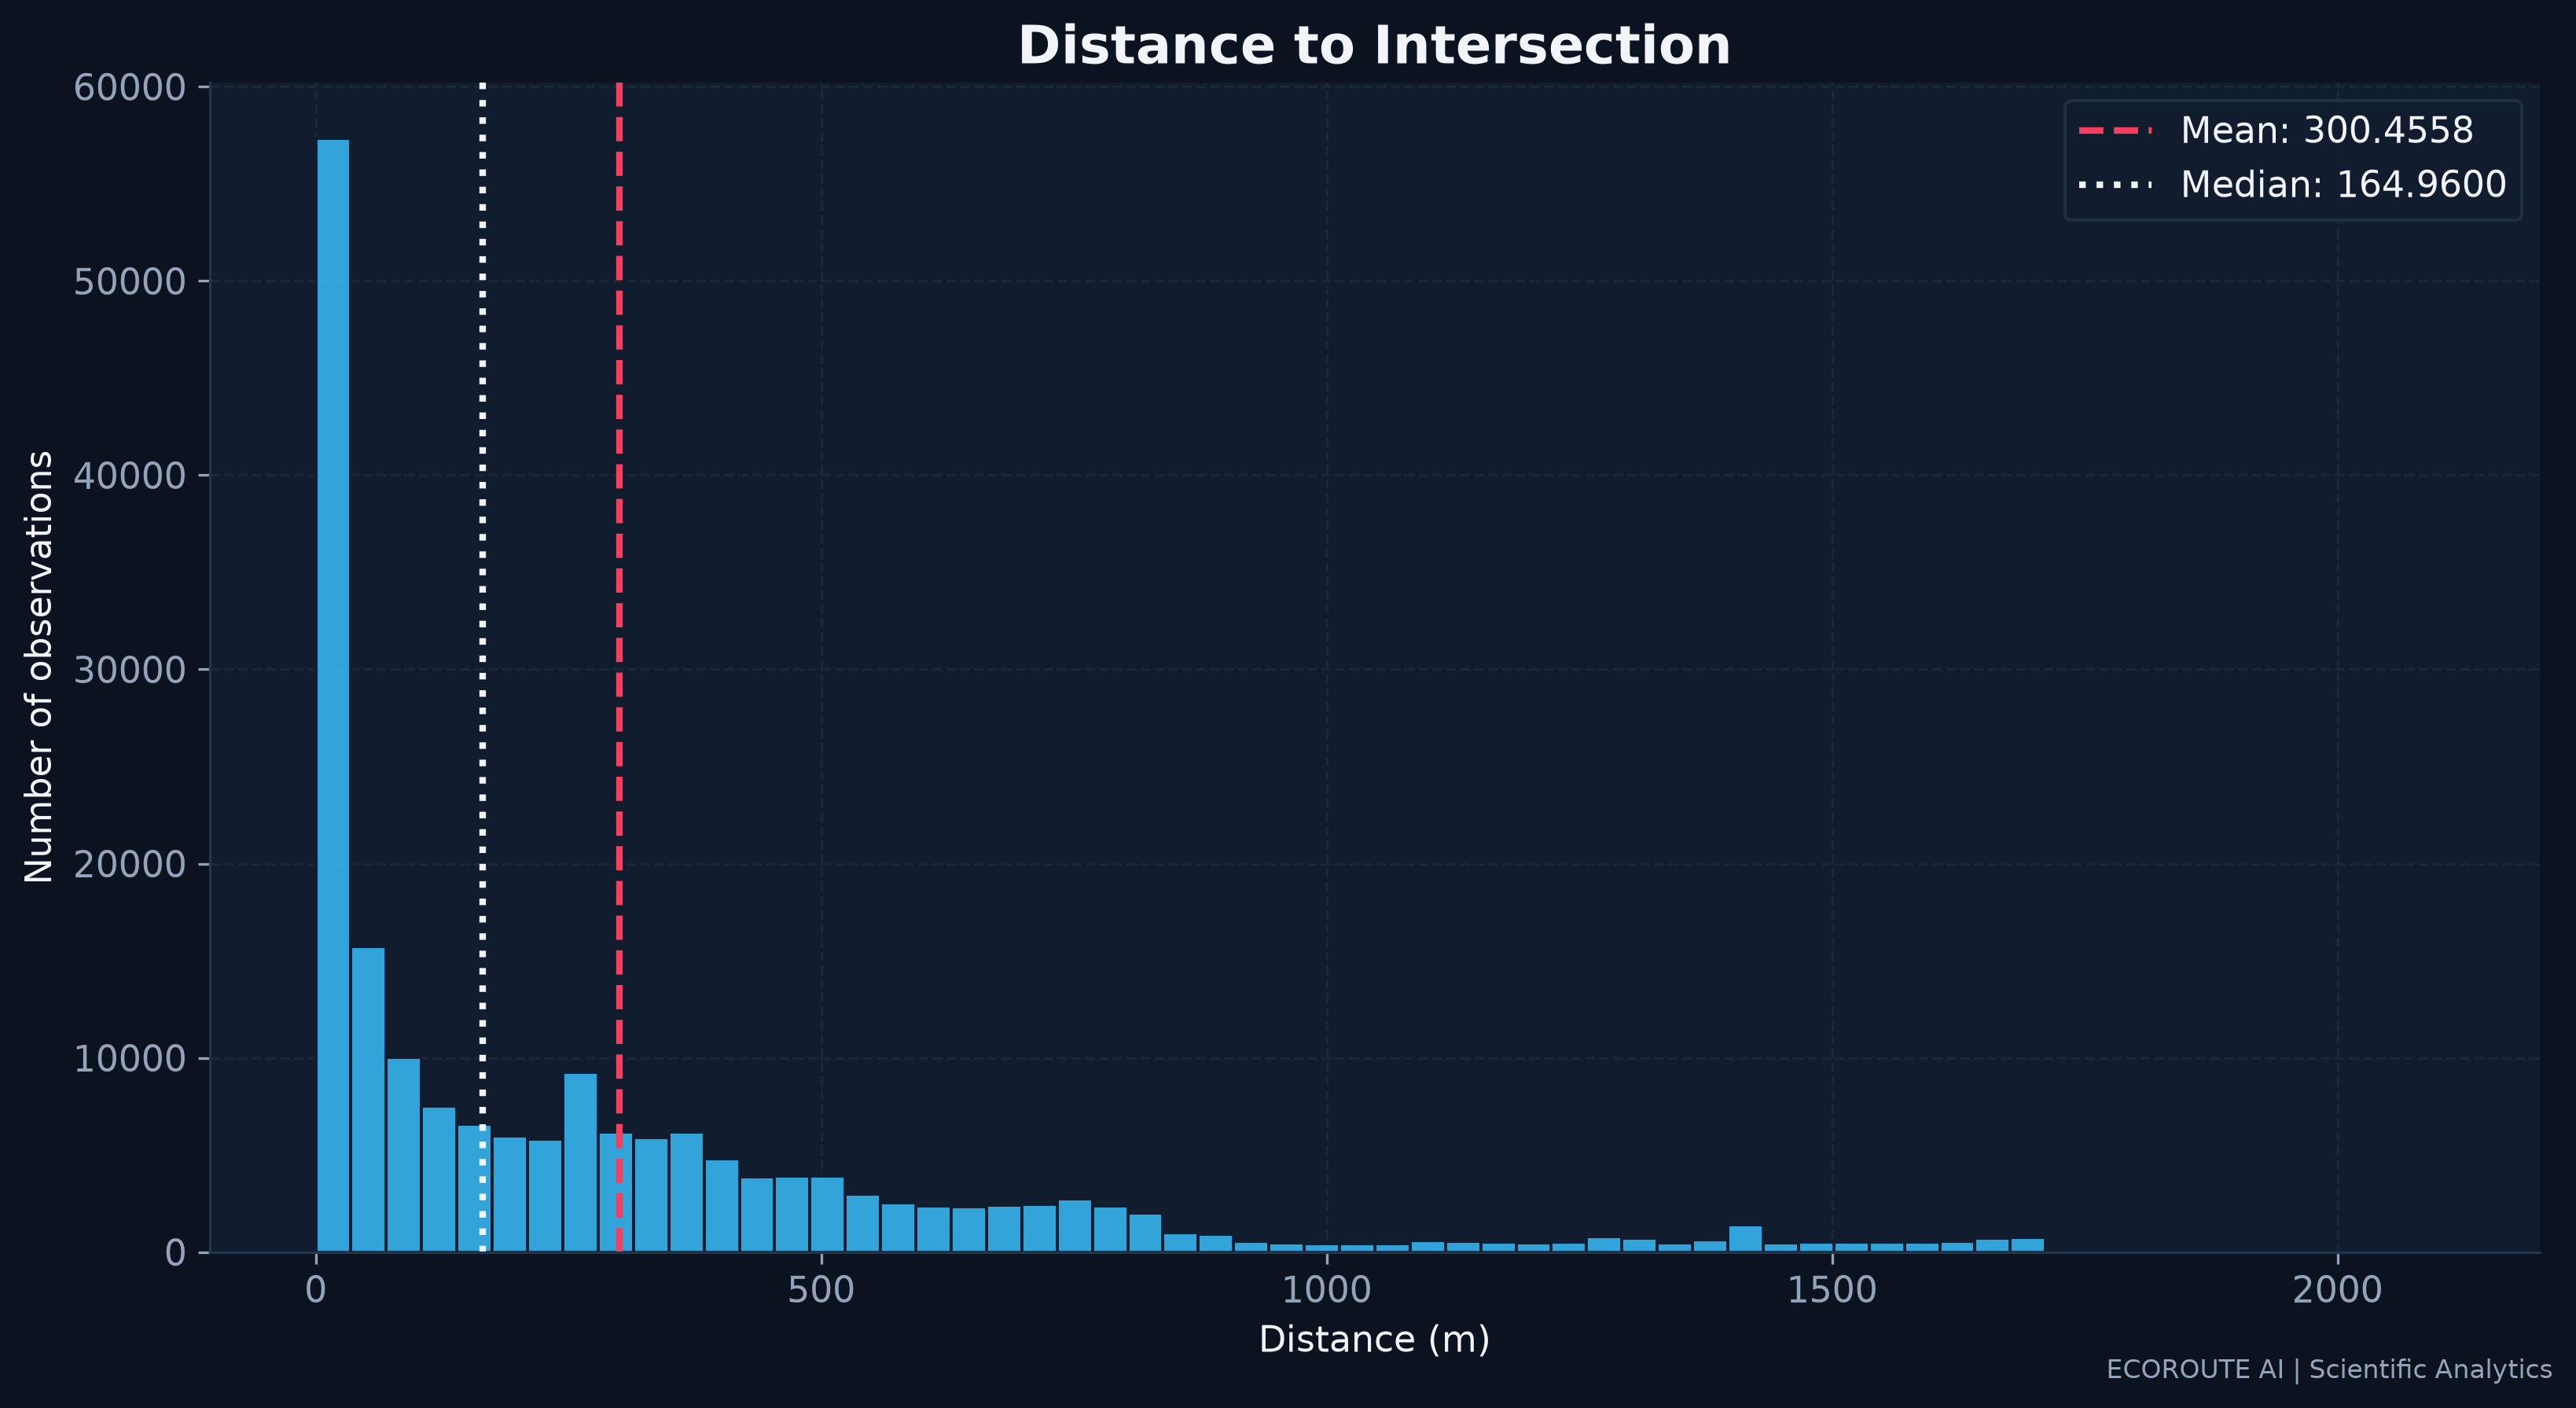 Distance to Intersection
Mean: 300.4558
Median: 164.9600
Number of observations
60000
50000
40000
30000
20000
10000
0
0 500 1000 1500 2000
Distance (m)
ECOROUTE AI | Scientific Analytics